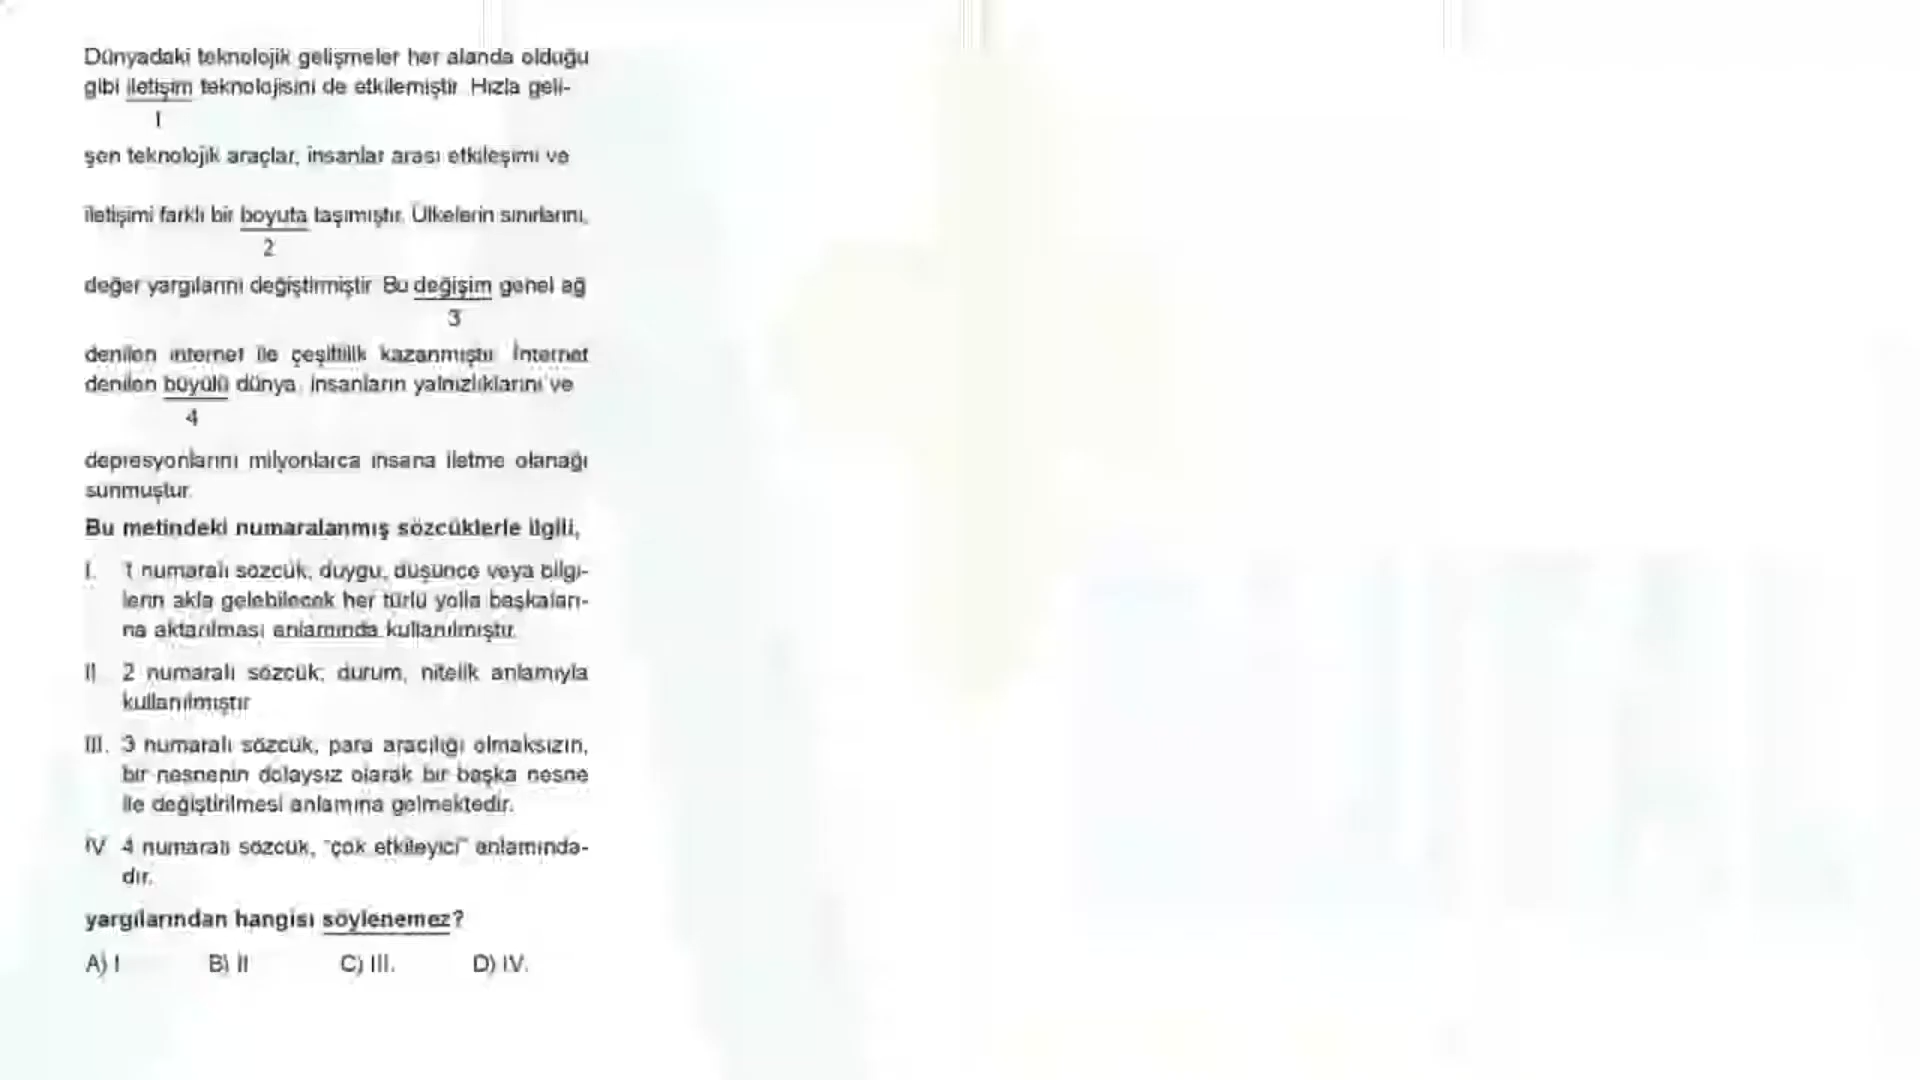 Dünyadaki teknolojik gelişmeler her alanda olduğu
gibi iletişim teknolojisini de etkilemiştir. Hızla geli-
1
şen teknolojik araçlar, insanlar arası etkileşimi ve
iletişimi farklı bir boyuta taşımıştır. Ülkelerin sınırlarını,
2
değer yargılarını değiştirmiştir. Bu değişim genel ağ
3
denilen internet ile çeşitlilik kazanmıştır. İnternet
denilen büyülü dünya, insanların yalnızlıklarını ve
4
depresyonlarını milyonlarca insana iletme olanağı
sunmuştur.
Bu metindeki numaralanmış sözcüklerle ilgili,
I. 1 numaralı sözcük, duygu, düşünce veya bilgi-
lerin akla gelebilecek her türlü yolla başkaları-
na aktarılması anlamında kullanılmıştır.
II. 2 numaralı sözcük; durum, nitelik anlamıyla
kullanılmıştır.
III. 3 numaralı sözcük, para aracılığı olmaksızın,
bir nesnenin dolaysız olarak bir başka nesne
ile değiştirilmesi anlamına gelmektedir.
IV. 4 numaralı sözcük, "çok etkileyici" anlamında-
dır.
yargılarından hangisi söylenemez?
A) I B) II C) III. D) IV.